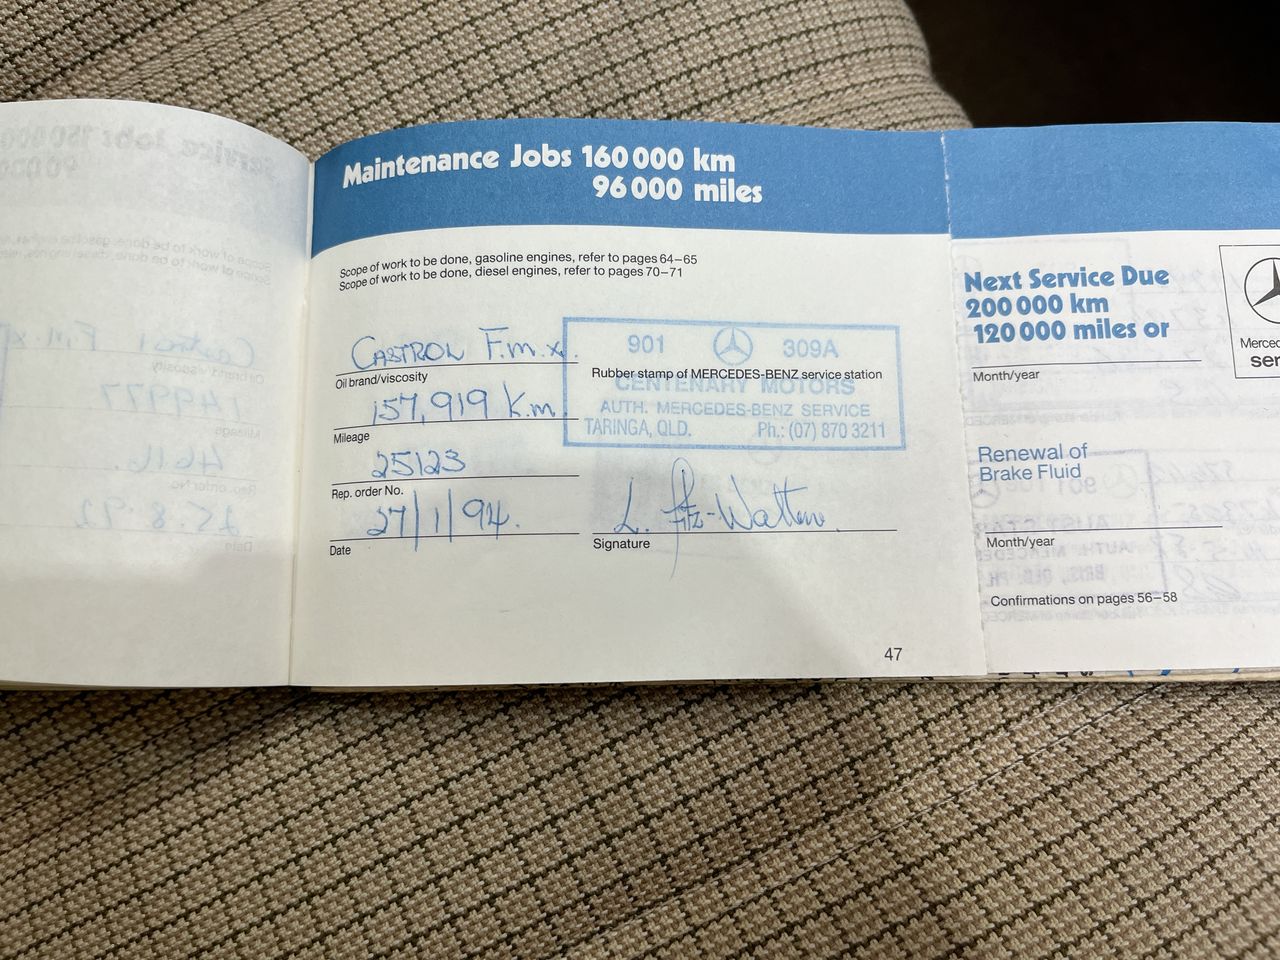 Maintenance Jobs 160 000 km
96 000 miles
Scope of work to be done, gasoline engines, refer to pages 64–65
Scope of work to be done, diesel engines, refer to pages 70–71
CASTROL F.m.x.
Oil brand/viscosity
157,919 K.m.
Mileage
25123
Rep. order No.
27/1/94.
Date
901 309A
Rubber stamp of MERCEDES-BENZ service station
CENTENARY MOTORS
AUTH. MERCEDES-BENZ SERVICE
TARINGA, QLD. Ph.: (07) 870 3211
L. Fitz-Walter
Signature
47
Next Service Due
200 000 km
120 000 miles or
Month/year
Renewal of
Brake Fluid
Month/year
Confirmations on pages 56–58